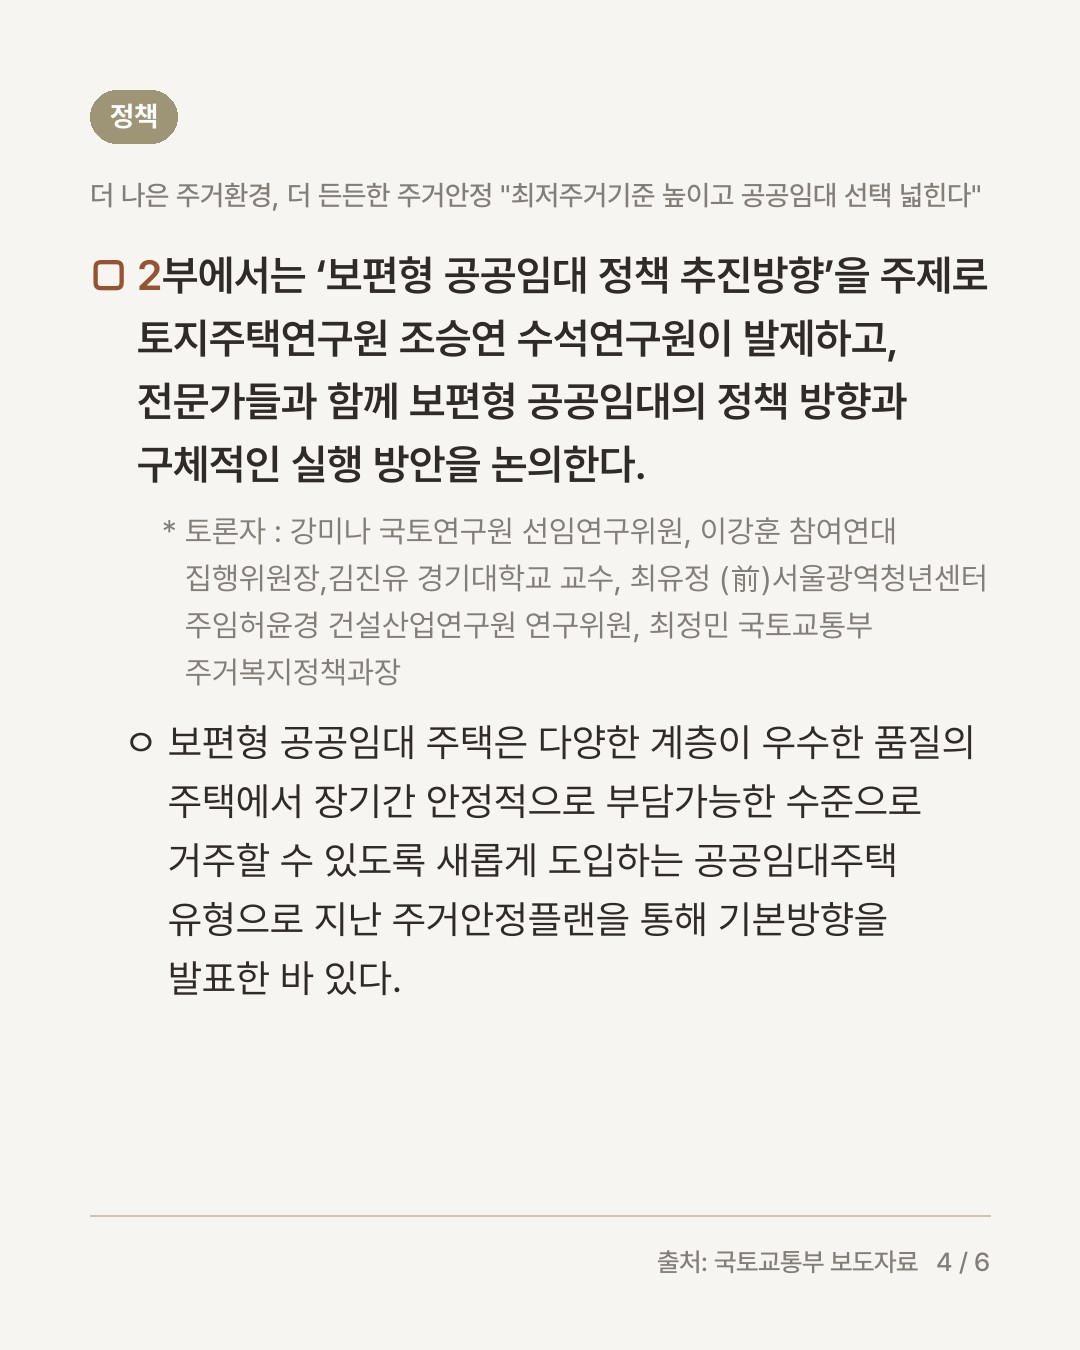 정책
더 나은 주거환경, 더 든든한 주거안정 "최저주거기준 높이고 공공임대 선택 넓힌다"
□ 2부에서는 ‘보편형 공공임대 정책 추진방향’을 주제로
토지주택연구원 조승연 수석연구원이 발제하고,
전문가들과 함께 보편형 공공임대의 정책 방향과
구체적인 실행 방안을 논의한다.
* 토론자 : 강미나 국토연구원 선임연구위원, 이강훈 참여연대
집행위원장,김진유 경기대학교 교수, 최유정 (前)서울광역청년센터
주임허윤경 건설산업연구원 연구위원, 최정민 국토교통부
주거복지정책과장
ㅇ 보편형 공공임대 주택은 다양한 계층이 우수한 품질의
주택에서 장기간 안정적으로 부담가능한 수준으로
거주할 수 있도록 새롭게 도입하는 공공임대주택
유형으로 지난 주거안정플랜을 통해 기본방향을
발표한 바 있다.
출처: 국토교통부 보도자료 4 / 6